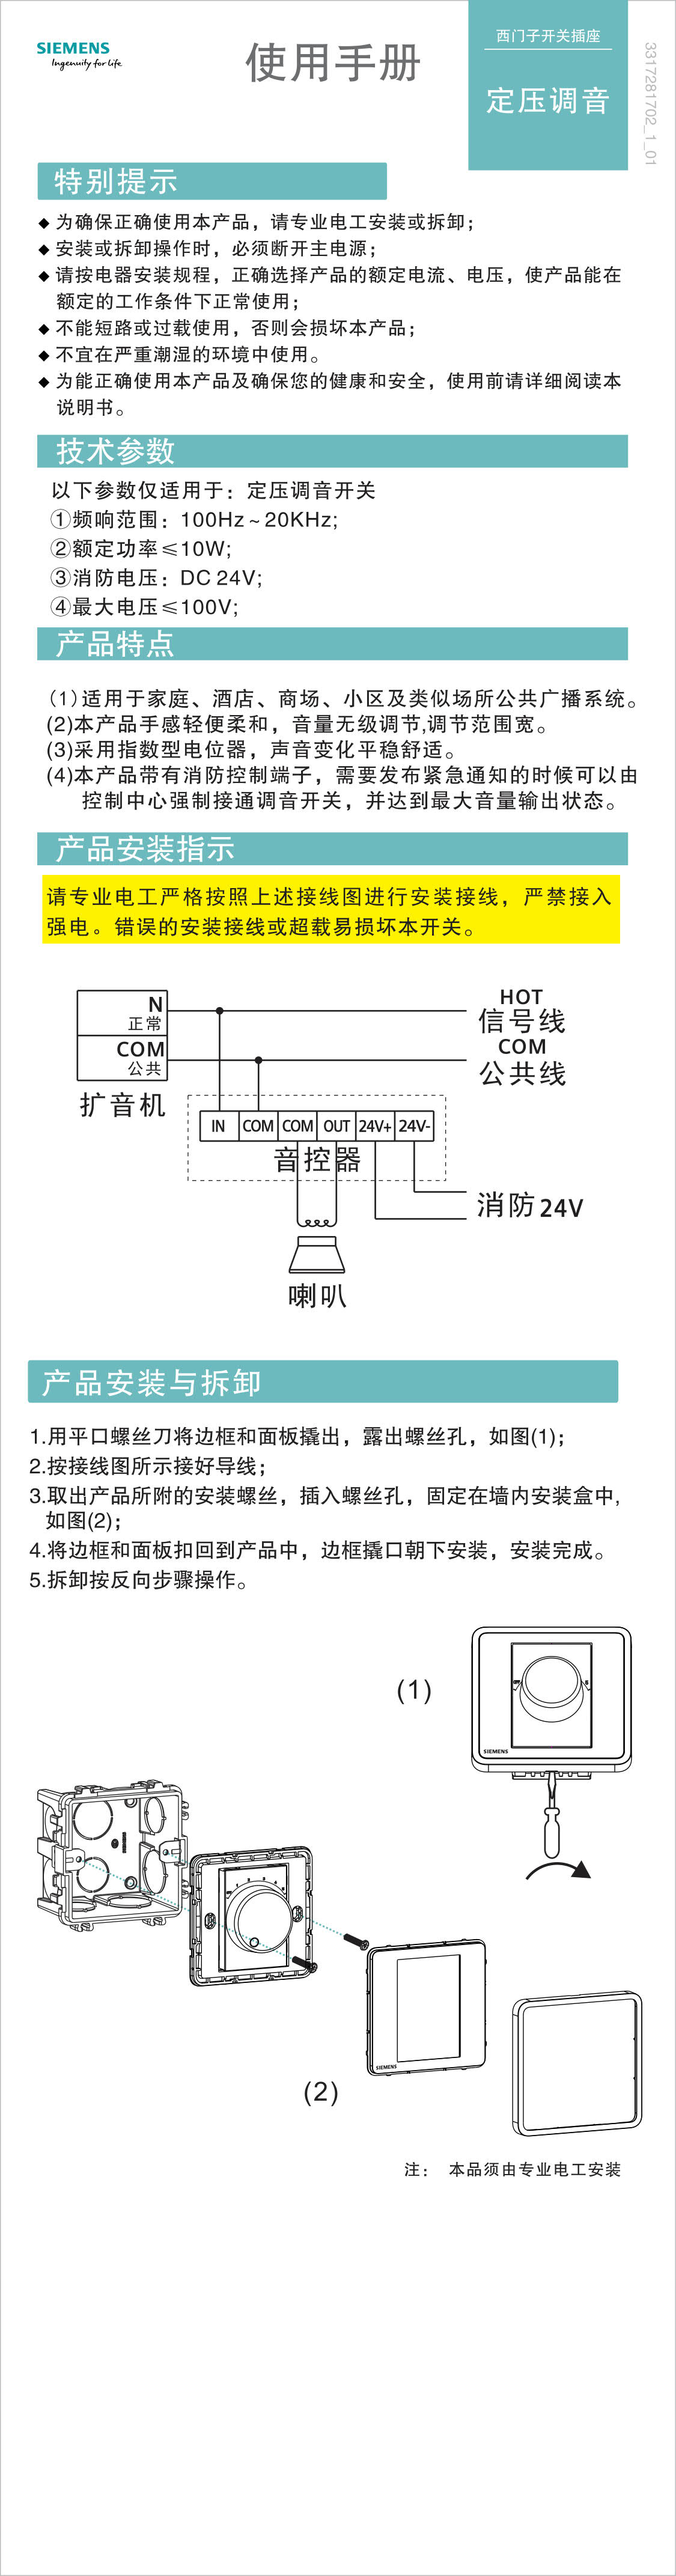 SIEMENS
Ingenuity for life
使用手册
西门子开关插座
定压调音
3317281702_1_01
特别提示
◆ 为确保正确使用本产品，请专业电工安装或拆卸；
◆ 安装或拆卸操作时，必须断开主电源；
◆ 请按电器安装规程，正确选择产品的额定电流、电压，使产品能在
额定的工作条件下正常使用；
◆ 不能短路或过载使用，否则会损坏本产品；
◆ 不宜在严重潮湿的环境中使用。
◆ 为能正确使用本产品及确保您的健康和安全，使用前请详细阅读本
说明书。
技术参数
以下参数仅适用于：定压调音开关
①频响范围：100Hz~20KHz;
②额定功率≤10W;
③消防电压：DC 24V;
④最大电压≤100V;
产品特点
（1）适用于家庭、酒店、商场、小区及类似场所公共广播系统。
(2)本产品手感轻便柔和，音量无级调节,调节范围宽。
(3)采用指数型电位器，声音变化平稳舒适。
(4)本产品带有消防控制端子，需要发布紧急通知的时候可以由
控制中心强制接通调音开关，并达到最大音量输出状态。
产品安装指示
请专业电工严格按照上述接线图进行安装接线，严禁接入
强电。错误的安装接线或超载易损坏本开关。
N
正常
COM
公共
扩音机
HOT
信号线
COM
公共线
IN COM COM OUT 24V+ 24V-
音控器
消防 24V
喇叭
产品安装与拆卸
1.用平口螺丝刀将边框和面板撬出，露出螺丝孔，如图(1)；
2.按接线图所示接好导线；
3.取出产品所附的安装螺丝，插入螺丝孔，固定在墙内安装盒中,
如图(2)；
4.将边框和面板扣回到产品中，边框撬口朝下安装，安装完成。
5.拆卸按反向步骤操作。
(1)
SIEMENS
1 2 3 4 5
SIEMENS
(2)
注： 本品须由专业电工安装